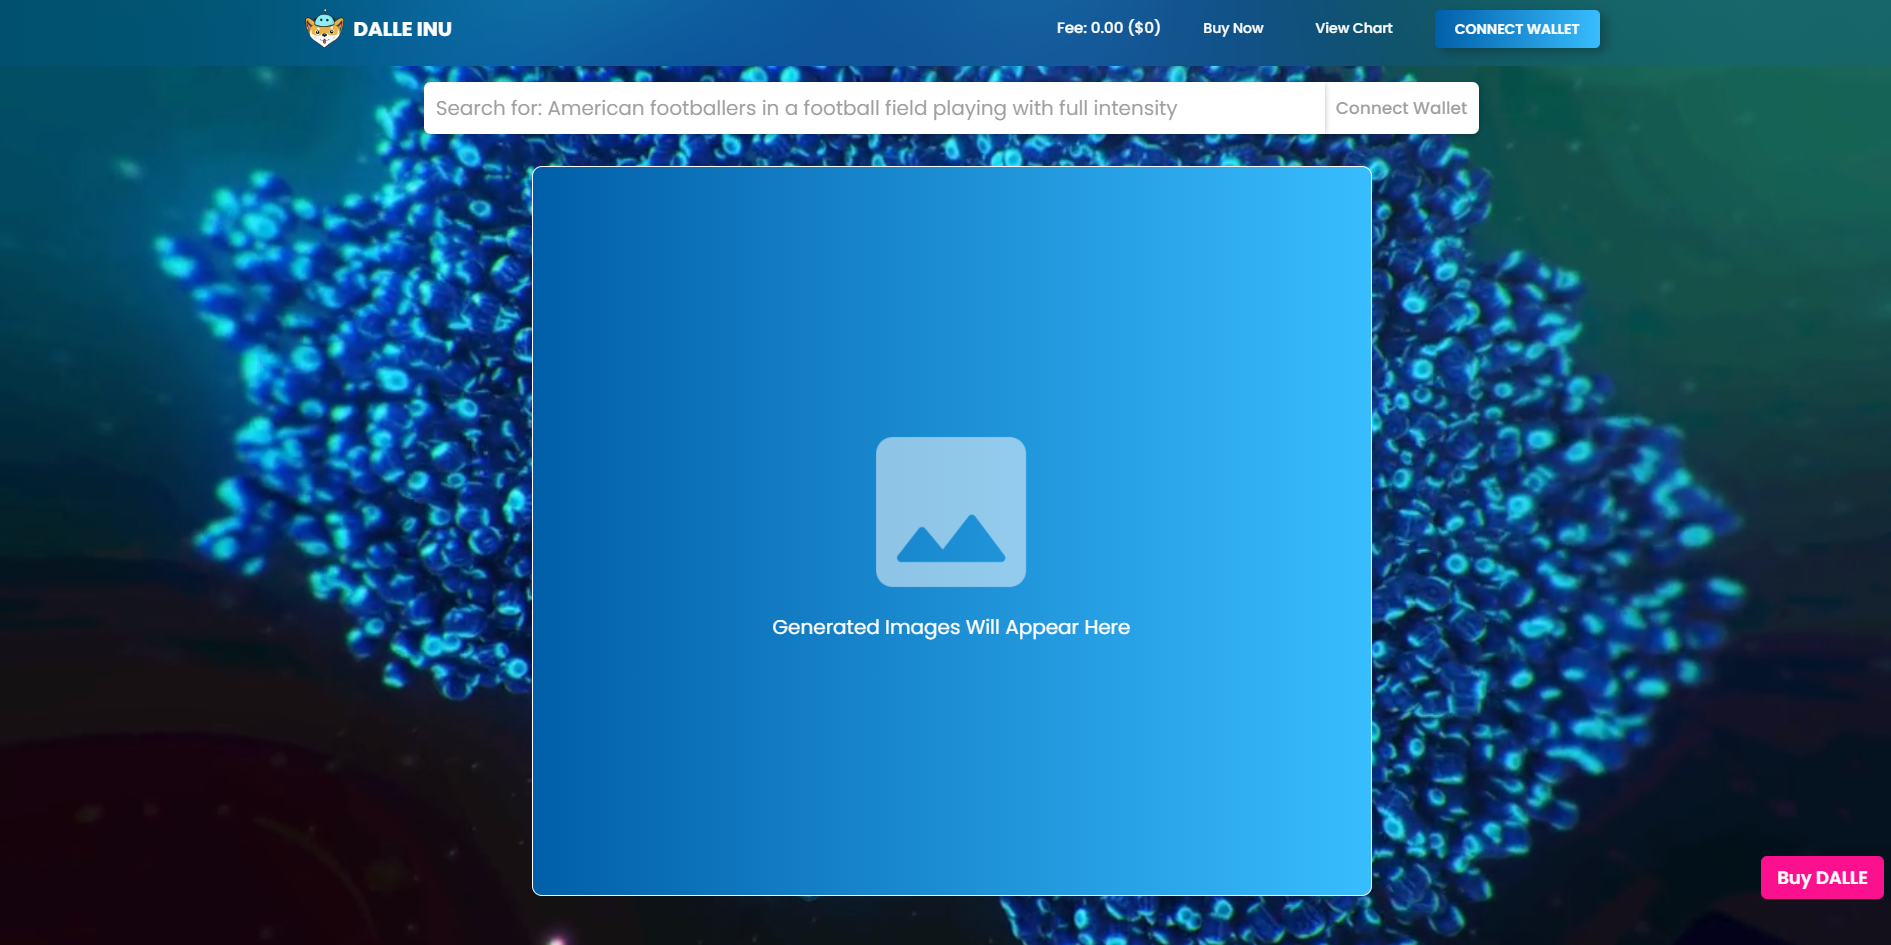 DALLE INU
Fee: 0.00 ($0)
Buy Now
View Chart
CONNECT WALLET
Search for: American footballers in a football field playing with full intensity
Connect Wallet
Generated Images Will Appear Here
Buy DALLE